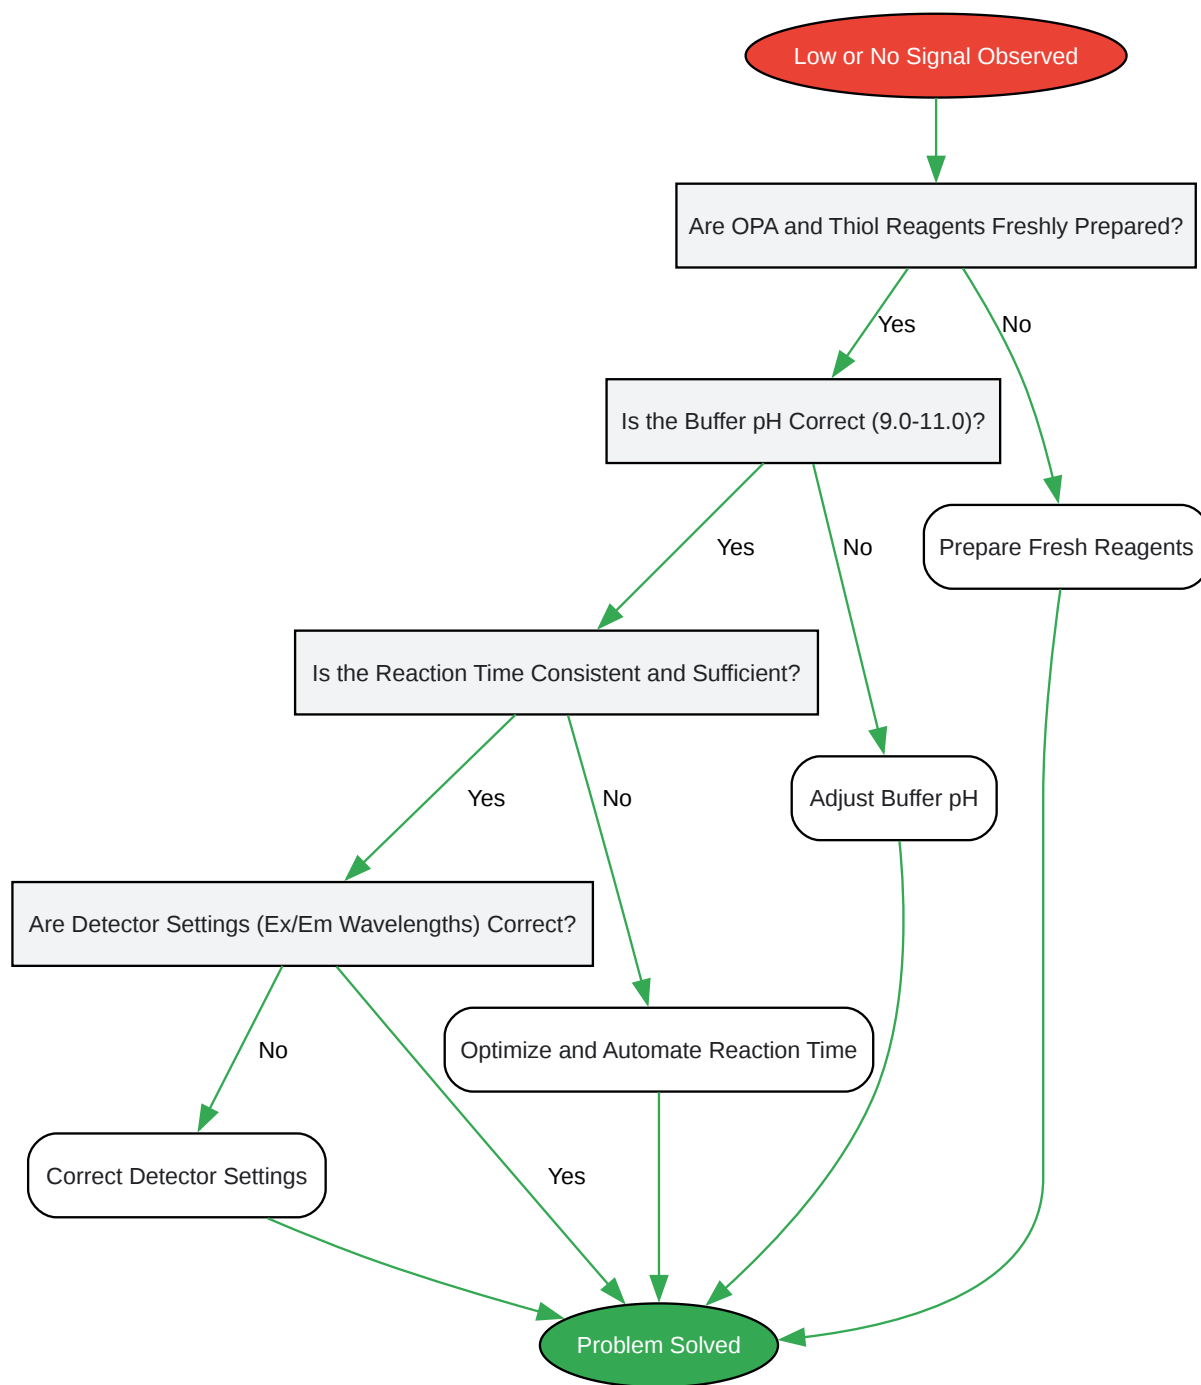 Low or No Signal Observed
Are OPA and Thiol Reagents Freshly Prepared?
Yes
No
Is the Buffer pH Correct (9.0-11.0)?
Yes
No
Prepare Fresh Reagents
Is the Reaction Time Consistent and Sufficient?
Yes
No
Adjust Buffer pH
Are Detector Settings (Ex/Em Wavelengths) Correct?
No
Optimize and Automate Reaction Time
Correct Detector Settings
Yes
Problem Solved